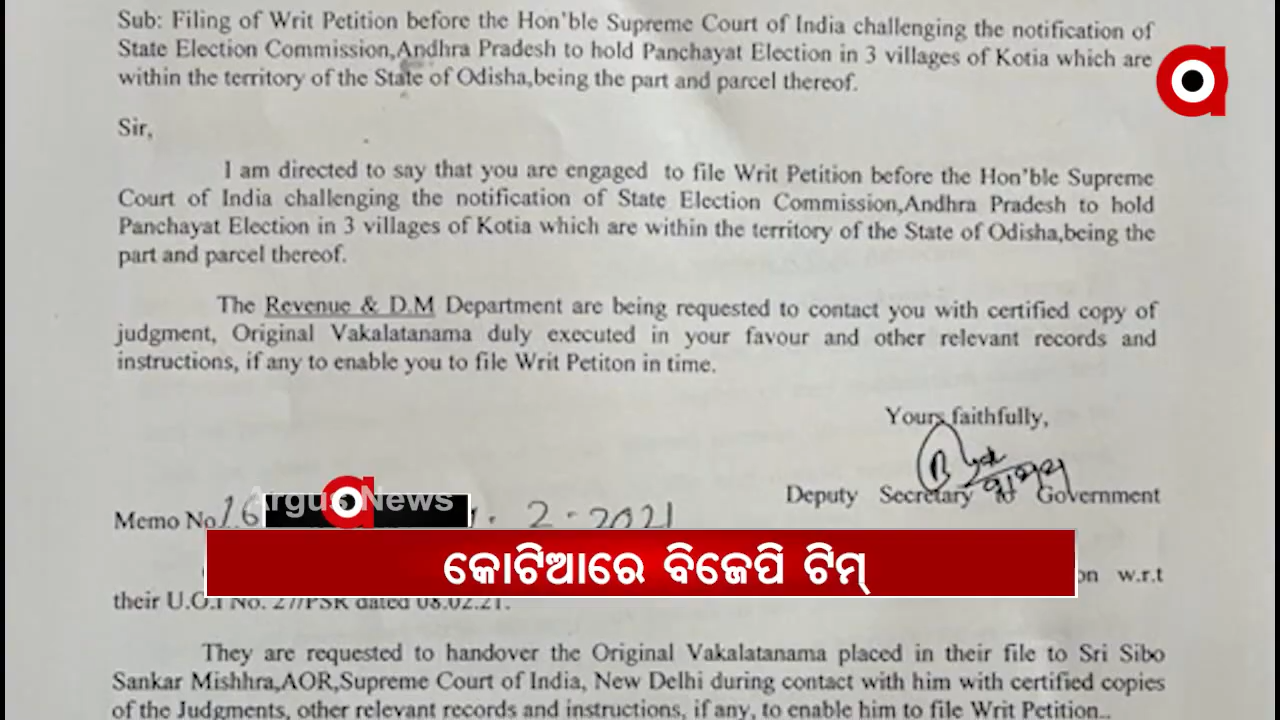 Sub: Filing of Writ Petition before the Hon'ble Supreme Court of India challenging the notification of
State Election Commission,Andhra Pradesh to hold Panchayat Election in 3 villages of Kotia which are
within the territory of the State of Odisha,being the part and parcel thereof.
Sir,
I am directed to say that you are engaged to file Writ Petition before the Hon'ble Supreme
Court of India challenging the notification of State Election Commission,Andhra Pradesh to hold
Panchayat Election in 3 villages of Kotia which are within the territory of the State of Odisha,being the
part and parcel thereof.
The Revenue & D.M Department are being requested to contact you with certified copy of
judgment, Original Vakalatanama duly executed in your favour and other relevant records and
instructions, if any to enable you to file Writ Petiton in time.
Yours faithfully,
Deputy Secretary to Government
Argus News
Memo No 16 2.2021
କୋଟିଆରେ ବିଜେପି ଟିମ୍
on w.r.t
their U.O.I No. 27/PSR dated 08.02.21.
They are requested to handover the Original Vakalatanama placed in their file to Sri Sibo
Sankar Mishhra,AOR,Supreme Court of India, New Delhi during contact with him with certified copies
of the Judgments, other relevant records and instructions, if any, to enable him to file Writ Petition..